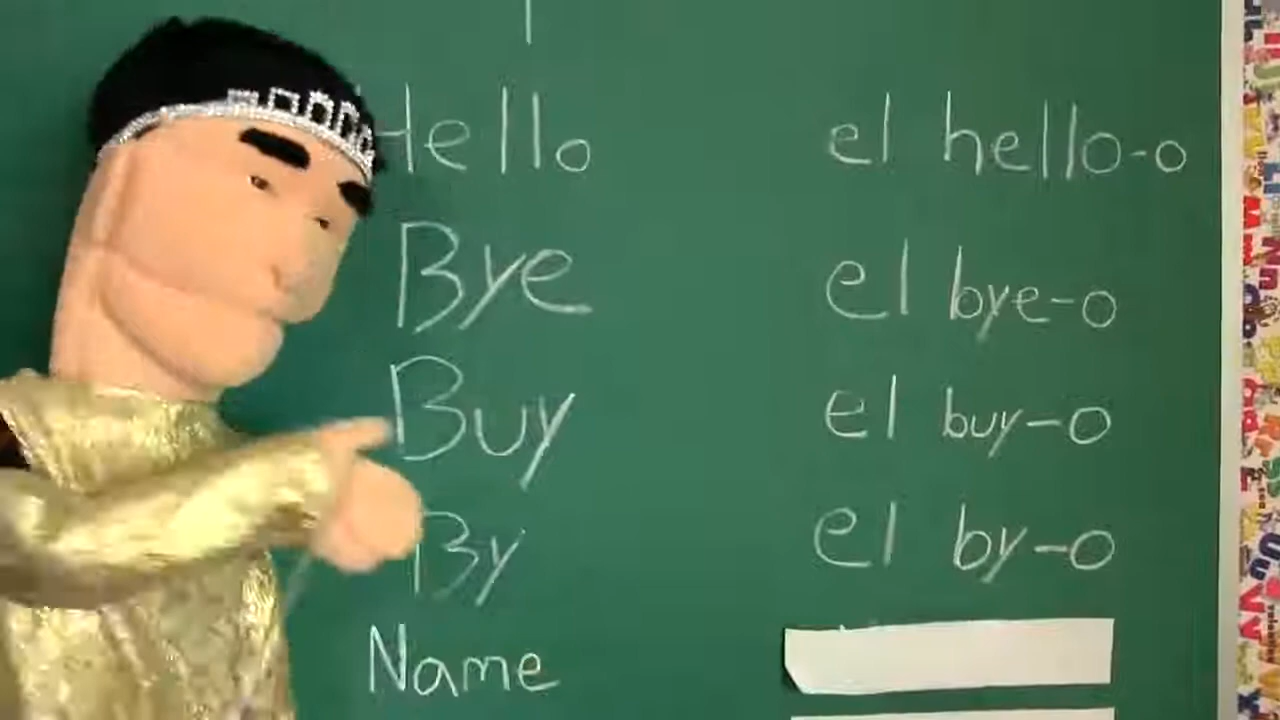 Hello el hello-o
Bye el bye-o
Buy el buy-o
By el by-o
Name